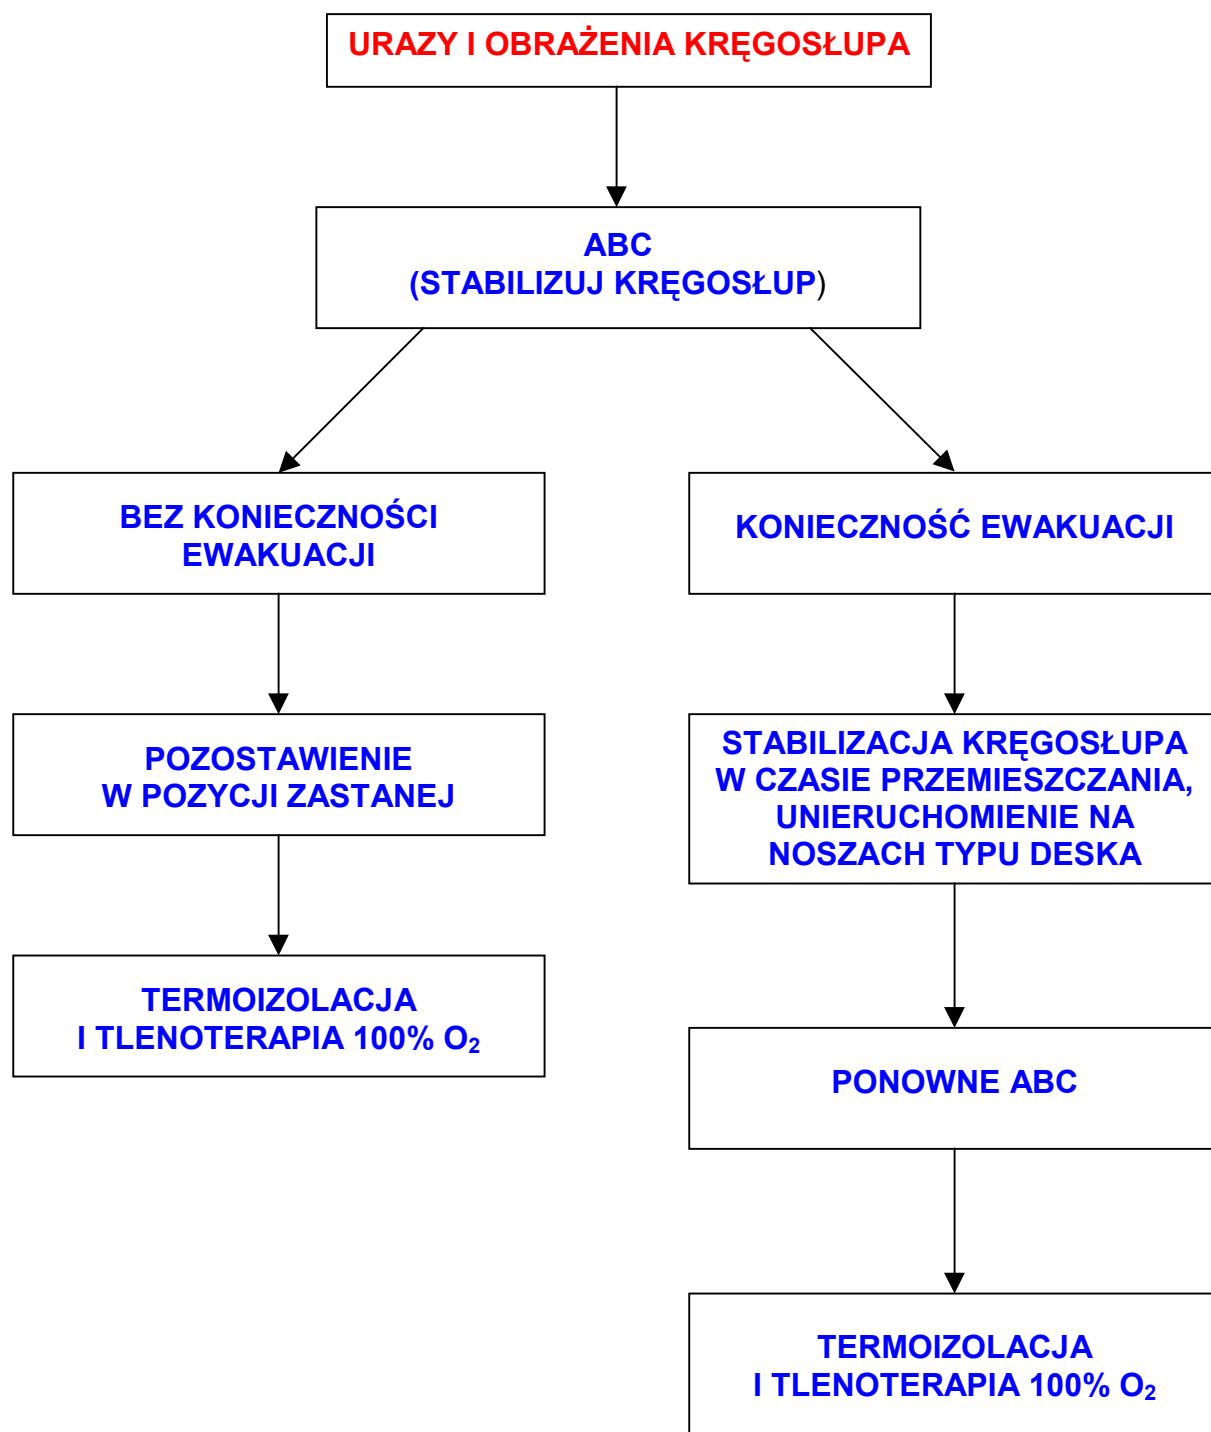 URAZY I OBRAŻENIA KRĘGOSŁUPA
ABC
(STABILIZUJ KRĘGOSŁUP)
BEZ KONIECZNOŚCI
EWAKUACJI
KONIECZNOŚĆ EWAKUACJI
POZOSTAWIENIE
W POZYCJI ZASTANEJ
STABILIZACJA KRĘGOSŁUPA
W CZASIE PRZEMIESZCZANIA,
UNIERUCHOMIENIE NA
NOSZACH TYPU DESKA
TERMOIZOLACJA
I TLENOTERAPIA 100% O₂
PONOWNE ABC
TERMOIZOLACJA
I TLENOTERAPIA 100% O₂